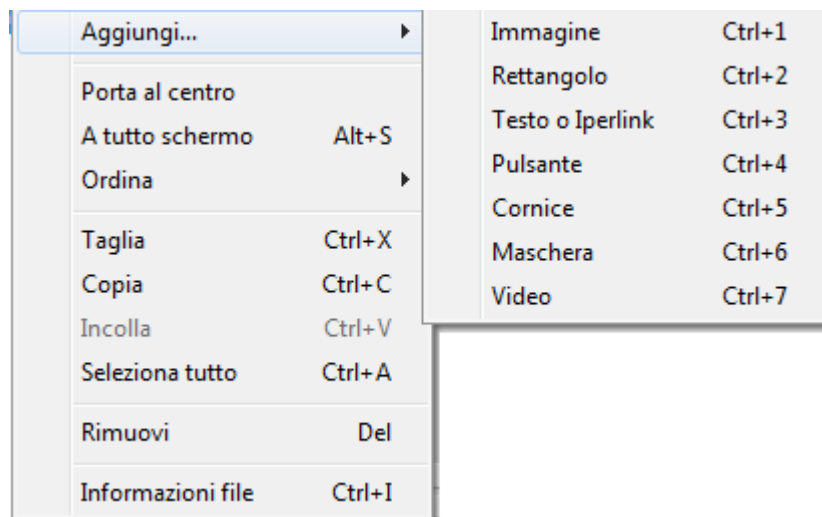 Aggiungi...
Porta al centro
A tutto schermo Alt+S
Ordina
Taglia Ctrl+X
Copia Ctrl+C
Incolla Ctrl+V
Seleziona tutto Ctrl+A
Rimuovi Del
Informazioni file Ctrl+I
Immagine Ctrl+1
Rettangolo Ctrl+2
Testo o Iperlink Ctrl+3
Pulsante Ctrl+4
Cornice Ctrl+5
Maschera Ctrl+6
Video Ctrl+7